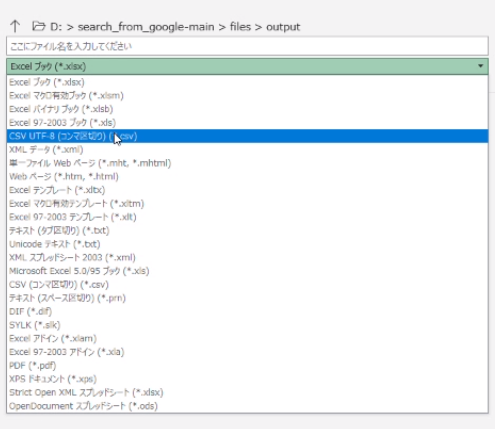 D: > search_from_google-main > files > output
ここにファイル名を入力してください
Excel ブック (*.xlsx)
Excel ブック (*.xlsx)
Excel マクロ有効ブック (*.xlsm)
Excel バイナリ ブック (*.xlsb)
Excel 97-2003 ブック (*.xls)
CSV UTF-8 (コンマ区切り) (*.csv)
XML データ (*.xml)
単一ファイル Web ページ (*.mht, *.mhtml)
Web ページ (*.htm, *.html)
Excel テンプレート (*.xltx)
Excel マクロ有効テンプレート (*.xltm)
Excel 97-2003 テンプレート (*.xlt)
テキスト (タブ区切り) (*.txt)
Unicode テキスト (*.txt)
XML スプレッドシート 2003 (*.xml)
Microsoft Excel 5.0/95 ブック (*.xls)
CSV (コンマ区切り) (*.csv)
テキスト (スペース区切り) (*.prn)
DIF (*.dif)
SYLK (*.slk)
Excel アドイン (*.xlam)
Excel 97-2003 アドイン (*.xla)
PDF (*.pdf)
XPS ドキュメント (*.xps)
Strict Open XML スプレッドシート (*.xlsx)
OpenDocument スプレッドシート (*.ods)